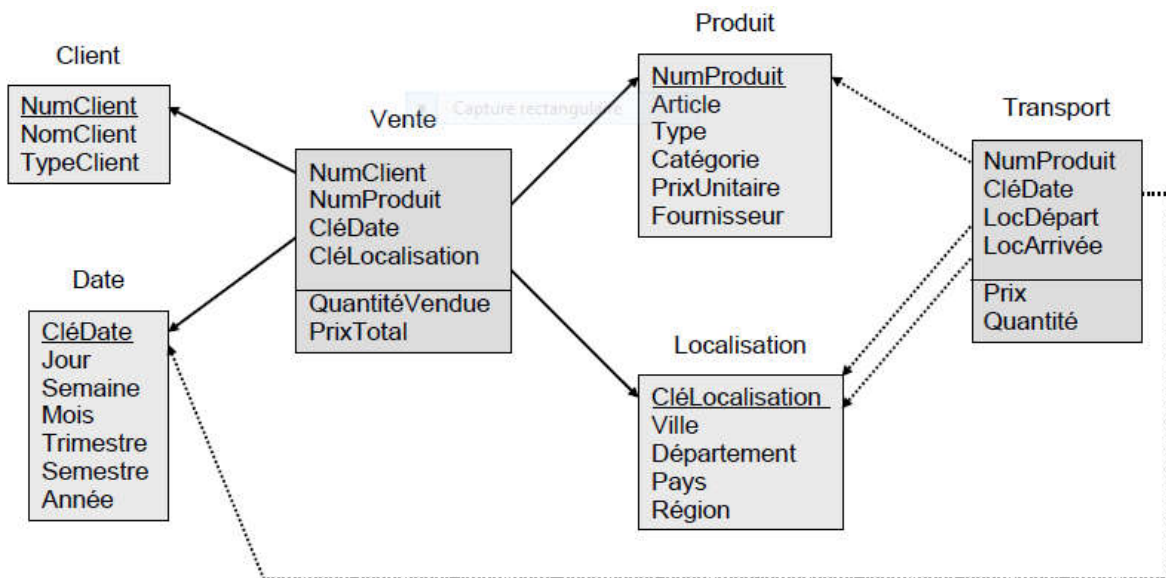 Client
NumClient
NomClient
TypeClient
Date
CléDate
Jour
Semaine
Mois
Trimestre
Semestre
Année
Vente
NumClient
NumProduit
CléDate
CléLocalisation
QuantitéVendue
PrixTotal
Capture rectangulaire
Produit
NumProduit
Article
Type
Catégorie
PrixUnitaire
Fournisseur
Localisation
CléLocalisation
Ville
Département
Pays
Région
Transport
NumProduit
CléDate
LocDépart
LocArrivée
Prix
Quantité